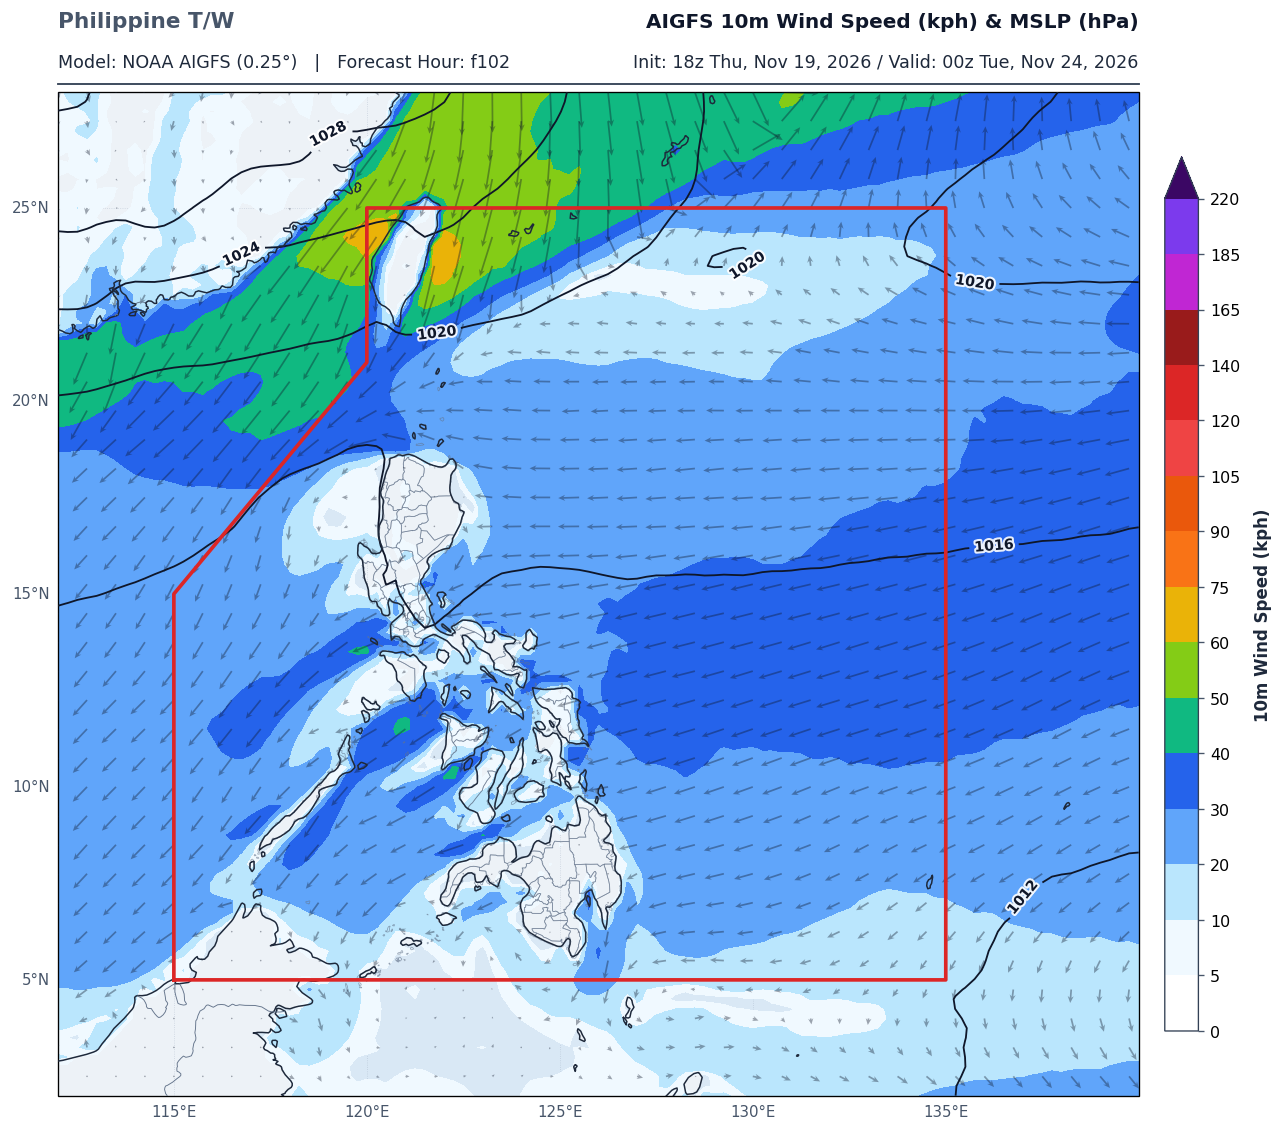 Philippine T/W
AIGFS 10m Wind Speed (kph) & MSLP (hPa)
Model: NOAA AIGFS (0.25°) | Forecast Hour: f102
Init: 18z Thu, Nov 19, 2026 / Valid: 00z Tue, Nov 24, 2026
1028
1024
1020
1020
1020
1016
1012
25°N
20°N
15°N
10°N
5°N
115°E
120°E
125°E
130°E
135°E
220
185
165
140
120
105
90
75
60
50
40
30
20
10
5
0
10m Wind Speed (kph)